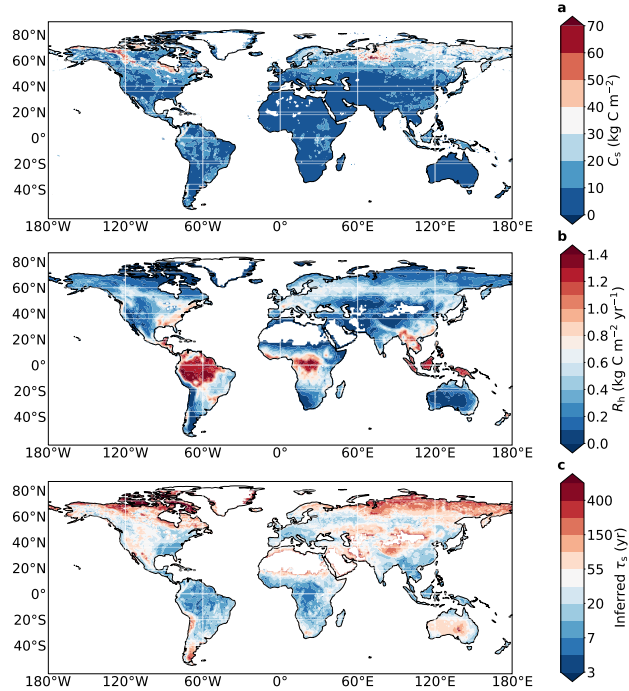 a
80°N
60°N
40°N
20°N
0°
20°S
40°S
180°W 120°W 60°W 0° 60°E 120°E 180°E
70
60
50
40
30
20
10
0
Cs (kg C m−2)
b
80°N
60°N
40°N
20°N
0°
20°S
40°S
180°W 120°W 60°W 0° 60°E 120°E 180°E
1.4
1.2
1.0
0.8
0.6
0.4
0.2
0.0
Rh (kg C m−2 yr−1)
c
80°N
60°N
40°N
20°N
0°
20°S
40°S
180°W 120°W 60°W 0° 60°E 120°E 180°E
400
150
55
20
7
3
Inferred τs (yr)